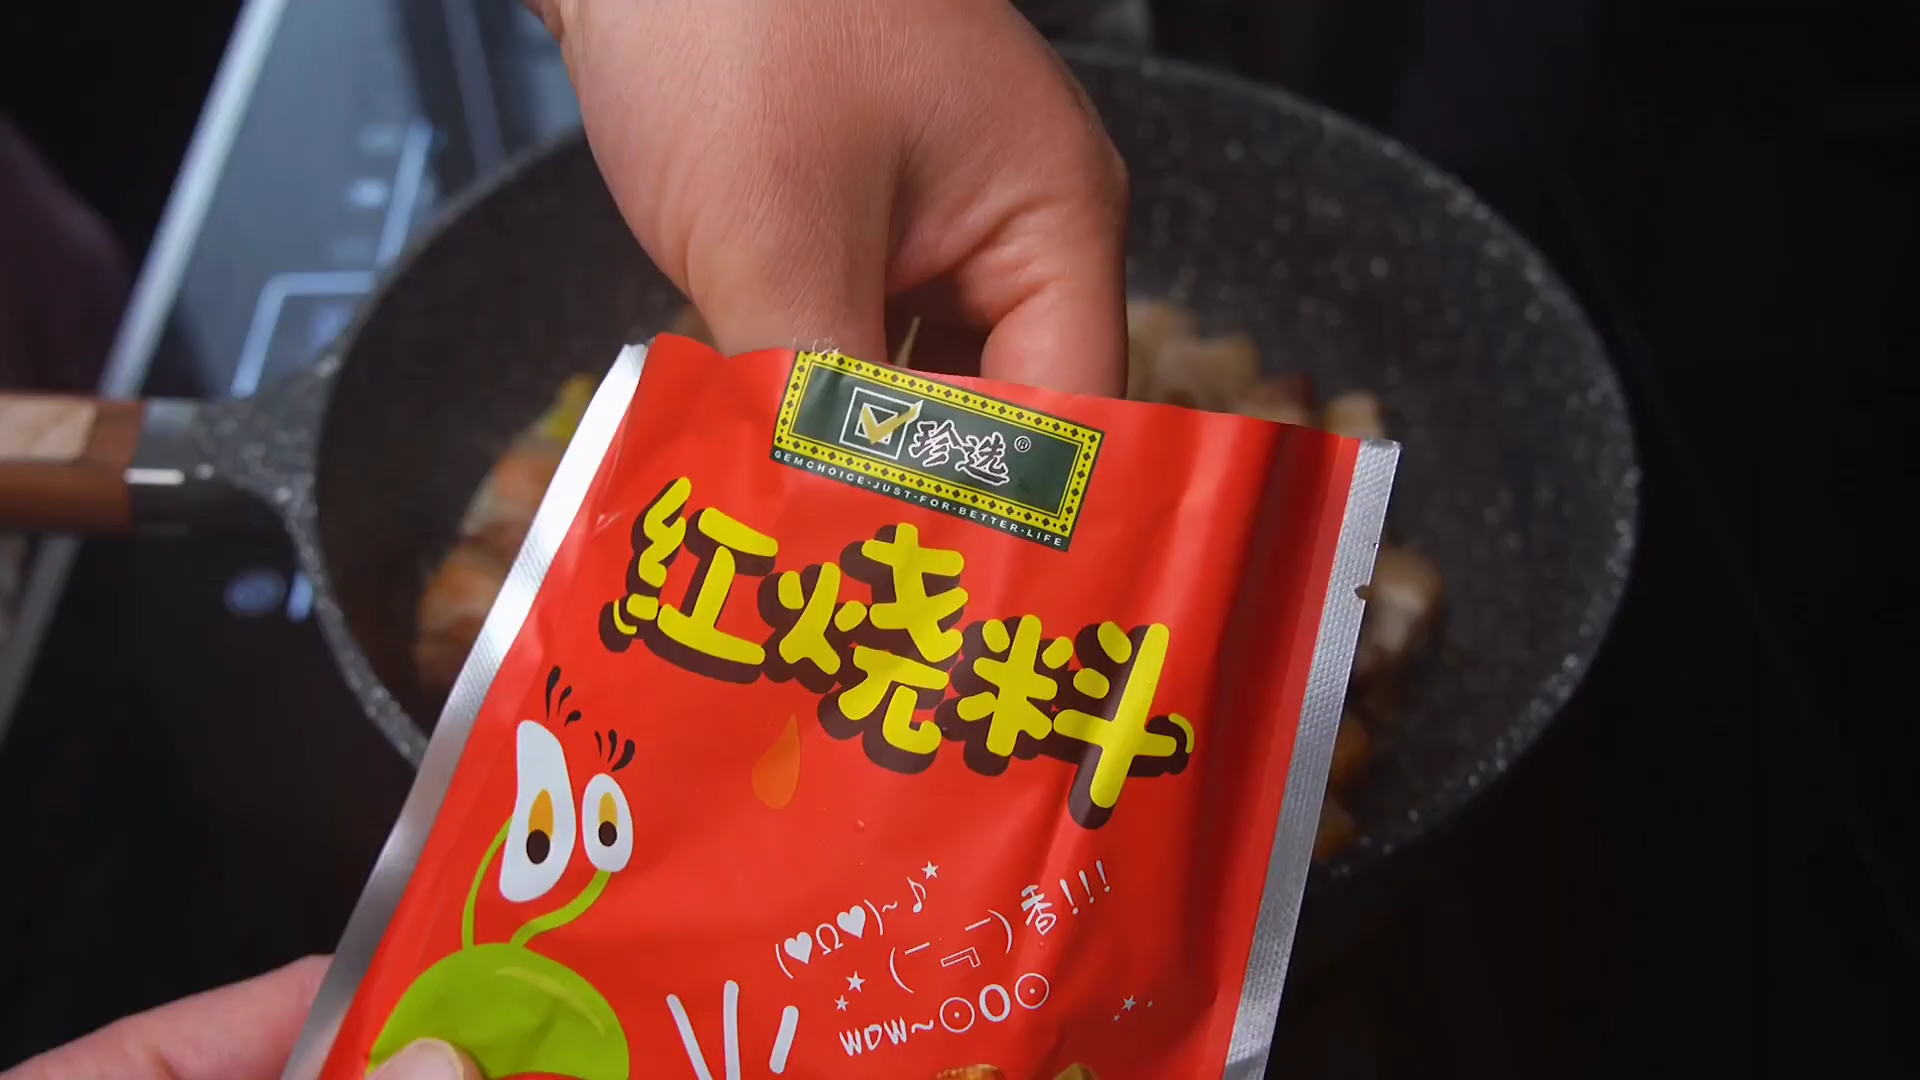 珍选®
GEMCHOICE·JUST·FOR·BETTER·LIFE
红烧料
(♥Ω♥)~♪★
(￣﹃￣)香!!!
wow~⊙O⊙